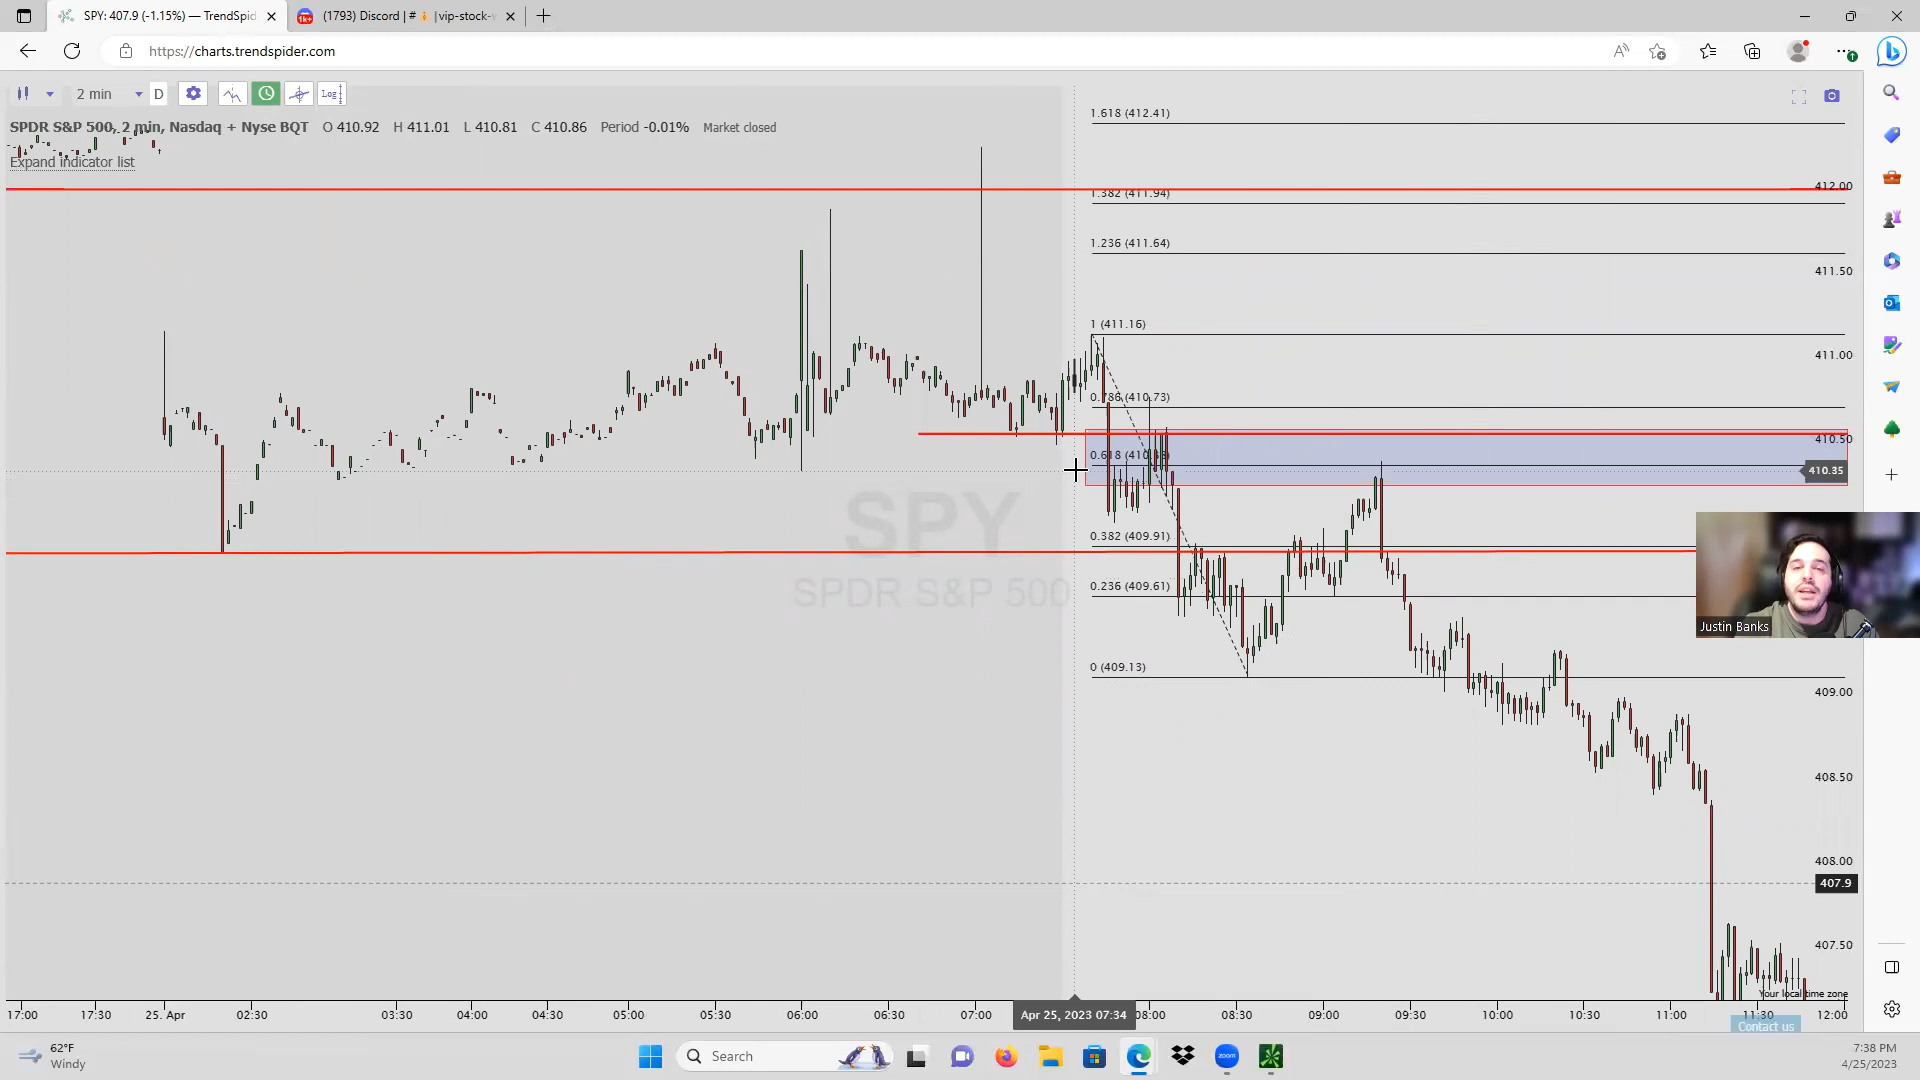 SPY: 407.9 (-1.15%) — TrendSpid
(1793) Discord | # |vip-stock-
https://charts.trendspider.com
2 min
D
Log
SPDR S&P 500, 2 min, Nasdaq + Nyse BQT O 410.92 H 411.01 L 410.81 C 410.86 Period -0.01% Market closed
Expand indicator list
1.618 (412.41)
412.00
1.382 (411.94)
1.236 (411.64)
411.50
1 (411.16)
411.00
0.786 (410.73)
410.50
410.35
SPY
SPDR S&P 500
0.382 (409.91)
0.236 (409.61)
Justin Banks
0 (409.13)
409.00
408.50
408.00
407.9
407.50
Your local time zone
17:00 17:30 25. Apr 02:30 03:30 04:00 04:30 05:00 05:30 06:00 06:30 07:00 Apr 25, 2023 07:34 08:00 08:30 09:00 09:30 10:00 10:30 11:00 11:30 12:00
Contact us
62°F
Windy
Search
zoom
7:38 PM
4/25/2023